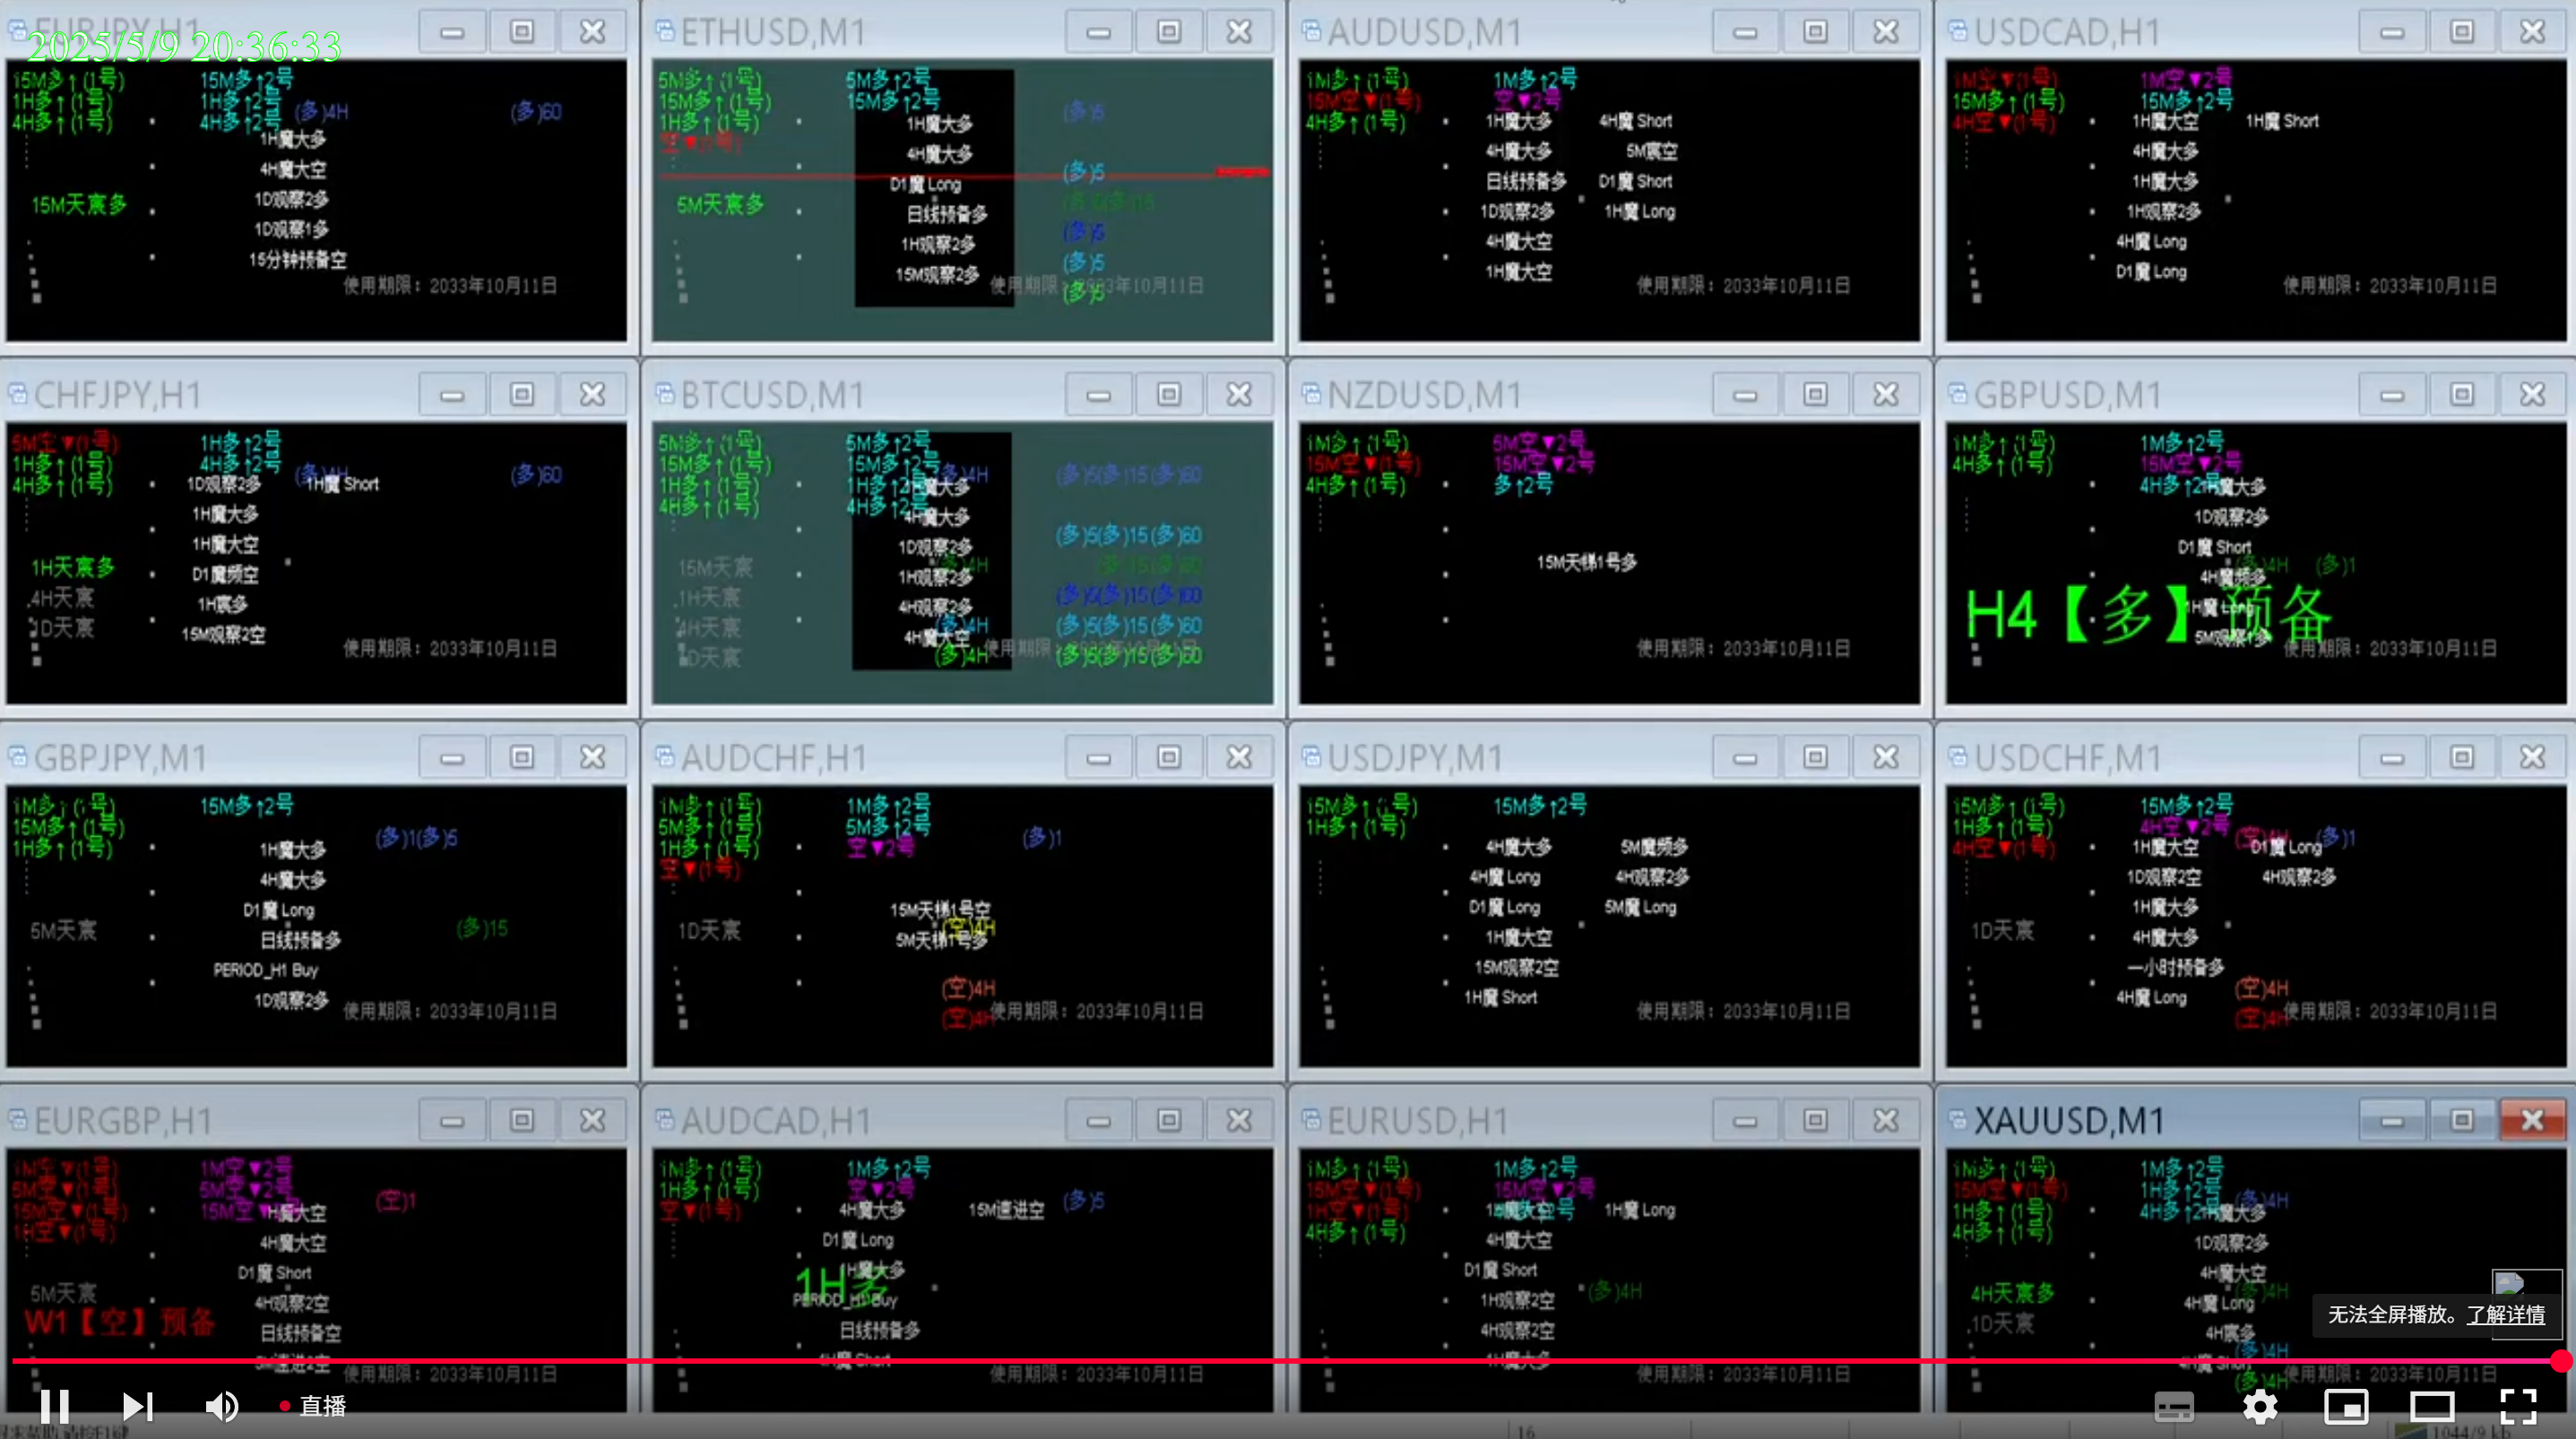 EURJPY,H1
2025/5/9 20:36:33
15M多↑(1号) 15M多↑2号
1H多↑(1号) 1H多↑2号 (多)4H (多)60
4H多↑(1号) 4H多↑2号
1H魔大多
4H魔大空
1D观察2多
15M天宸多
1D观察1多
15分钟预备空
使用期限：2033年10月11日
ETHUSD,M1
5M多↑(1号) 5M多↑2号
15M多↑(1号) 15M多↑2号 (多)5
1H多↑(1号) 1H魔大多
空▼(1号)
4H魔大多
(多)5
D1魔 Long
5M天宸多
日线预备多
(多)5
1H观察2多
(多)5
15M观察2多
(多)5
AUDUSD,M1
1M多↑(1号) 1M多↑2号
15M空▼(1号) 空▼2号
4H多↑(1号) 1H魔大多 4H魔 Short
4H魔大多 5M宸空
日线预备多 D1魔 Short
1D观察2多 1H魔 Long
4H魔大空
1H魔大空
使用期限：2033年10月11日
USDCAD,H1
1M空▼(1号) 1M空▼2号
15M多↑(1号) 15M多↑2号
4H空▼(1号) 1H魔大空 1H魔 Short
4H魔大多
1H魔大多
1H观察2多
4H魔 Long
D1魔 Long
使用期限：2033年10月11日
CHFJPY,H1
5M空▼(1号) 1H多↑2号
1H多↑(1号) 4H多↑2号 (多)4H (多)60
4H多↑(1号) 1D观察2多 1H魔 Short
1H魔大多
1H魔大空
1H天宸多 D1魔频空
4H天宸 1H宸多
1D天宸 15M观察2空
使用期限：2033年10月11日
BTCUSD,M1
5M多↑(1号) 5M多↑2号
15M多↑(1号) 15M多↑2号 (多)4H (多)5(多)15(多)60
1H多↑(1号) 1H多↑2号 1H魔大多
4H多↑(1号) 4H多↑2号
4H魔大多
(多)5(多)15(多)60
1D观察2多
15M天宸 (多)4H (多)15(多)60
1H观察2多
1H天宸 (多)5(多)15(多)60
4H观察2多
4H天宸 (多)4H (多)5(多)15(多)60
4H魔大空
1D天宸 (多)4H (多)5(多)15(多)60
NZDUSD,M1
1M多↑(1号) 5M空▼2号
15M空▼(1号) 15M空▼2号
4H多↑(1号) 多↑2号
15M天梯1号多
使用期限：2033年10月11日
GBPUSD,M1
1M多↑(1号) 1M多↑2号
4H多↑(1号) 15M空▼2号
4H多↑2号 1H魔大多
1D观察2多
D1魔 Short
(多)4H (多)1
4H魔频多
1H魔 Long
H4【多】预备
5M观察1多
使用期限：2033年10月11日
GBPJPY,M1
1M多↑(1号) 15M多↑2号
15M多↑(1号) (多)1(多)5
1H多↑(1号) 1H魔大多
4H魔大多
D1魔 Long
5M天宸 日线预备多 (多)15
PERIOD_H1 Buy
1D观察2多
使用期限：2033年10月11日
AUDCHF,H1
1M多↑(1号) 1M多↑2号
5M多↑(1号) 5M多↑2号 (多)1
1H多↑(1号) 空▼2号
空▼(1号)
15M天梯1号空
1D天宸 (空)4H
5M天梯1号多
(空)4H
(空)4H
使用期限：2033年10月11日
USDJPY,M1
15M多↑(1号) 15M多↑2号
1H多↑(1号)
4H魔大多 5M魔频多
4H魔 Long 4H观察2多
D1魔 Long 5M魔 Long
1H魔大空
15M观察2空
1H魔 Short
使用期限：2033年10月11日
USDCHF,M1
15M多↑(1号) 15M多↑2号
1H多↑(1号) 4H空▼2号 (空)4H (多)1
4H空▼(1号) 1H魔大空 D1魔 Long
1D观察2空 4H观察2多
1H魔大多
1D天宸 4H魔大多
一小时预备多
4H魔 Long (空)4H
(空)4H
使用期限：2033年10月11日
EURGBP,H1
1M空▼(1号) 1M空▼2号
5M空▼(1号) 5M空▼2号 (空)1
15M空▼(1号) 15M空▼2号
1H魔大空
1H空▼(1号)
4H魔大空
D1魔 Short
5M天宸 4H观察2空
W1【空】预备
日线预备空
5M速进2空
使用期限：2033年10月11日
AUDCAD,H1
1M多↑(1号) 1M多↑2号
1H多↑(1号) 空▼2号 (多)5
空▼(1号) 4H魔大多 15M速进空
D1魔 Long
1H魔大多
1H多
PERIOD_H1 Buy
日线预备多
4H魔 Short
使用期限：2033年10月11日
EURUSD,H1
1M多↑(1号) 1M多↑2号
15M空▼(1号) 15M空▼2号
1H空▼(1号) 1H魔 Long
4H多↑(1号) 4H魔大空
D1魔 Short
1H观察2空 (多)4H
4H观察2空
1H魔大多
使用期限：2033年10月11日
XAUUSD,M1
1M多↑(1号) 1M多↑2号
15M空▼(1号) 1H多↑2号 (多)4H
1H多↑(1号) 4H多↑2号 1H魔大多
4H多↑(1号)
1D观察2多
4H魔大空
4H天宸多 (多)4H
4H魔 Long
1D天宸 4H宸多
(多)4H
4H魔 Short
(多)4H
使用期限：2033年10月11日
无法全屏播放。了解详情
直播
16